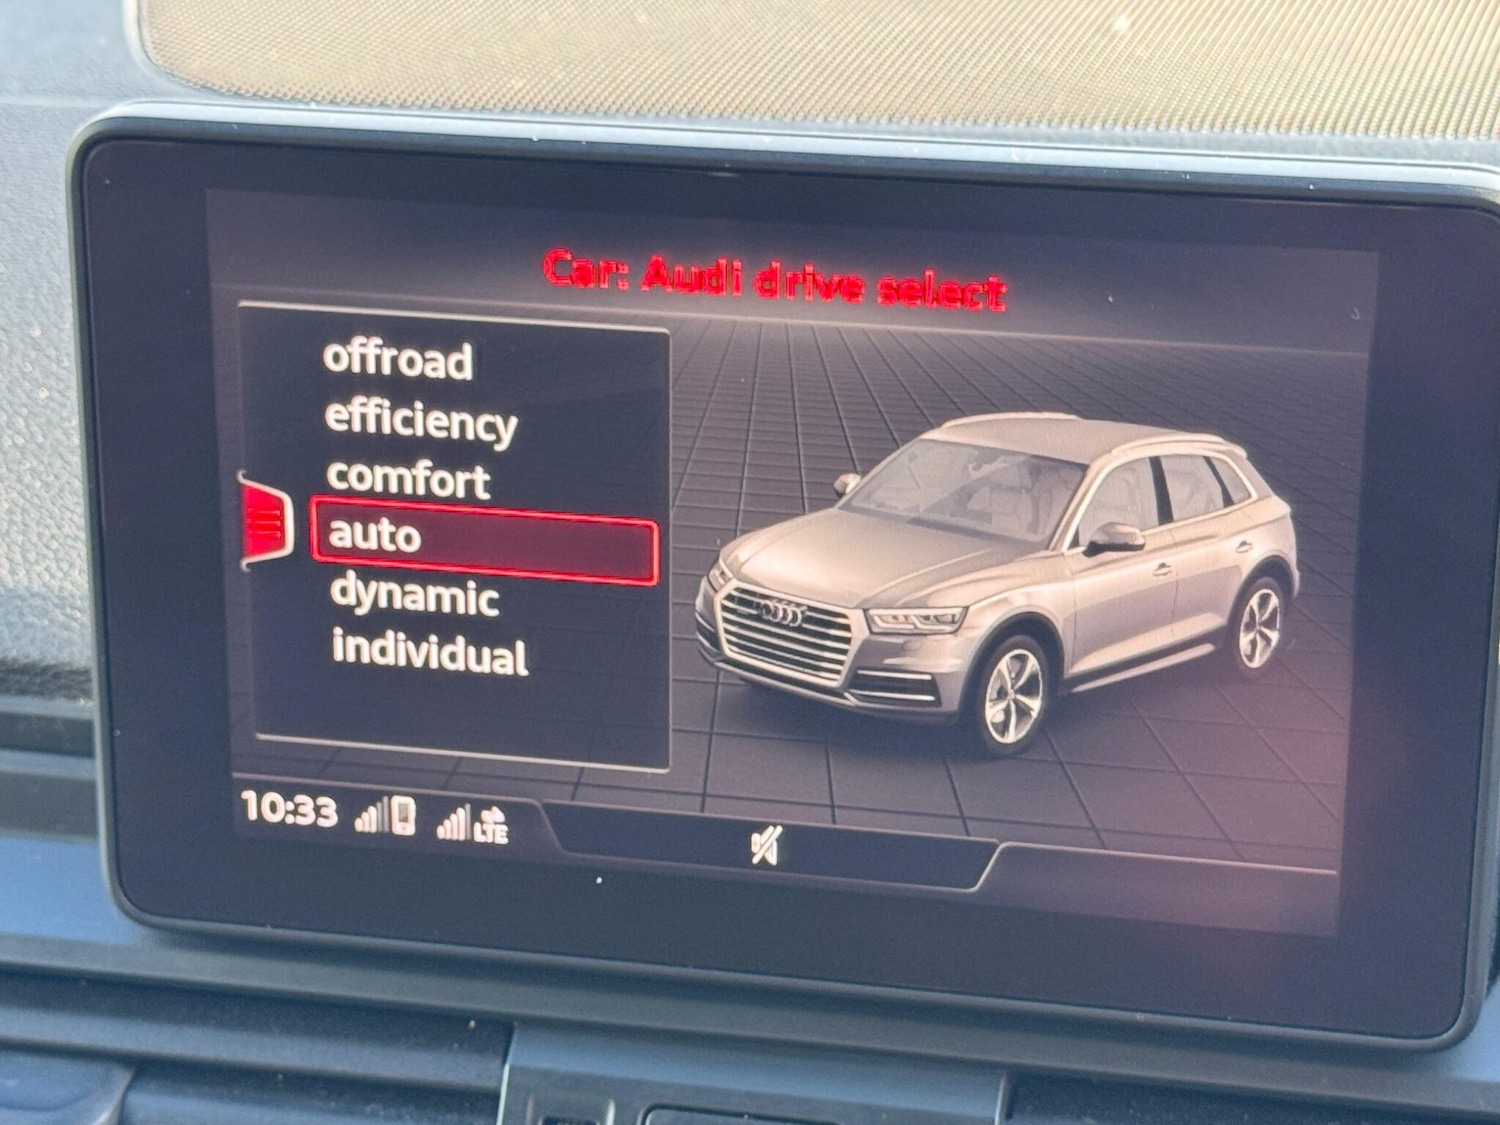 Car: Audi drive select
offroad
efficiency
comfort
auto
dynamic
individual
10:33
LTE